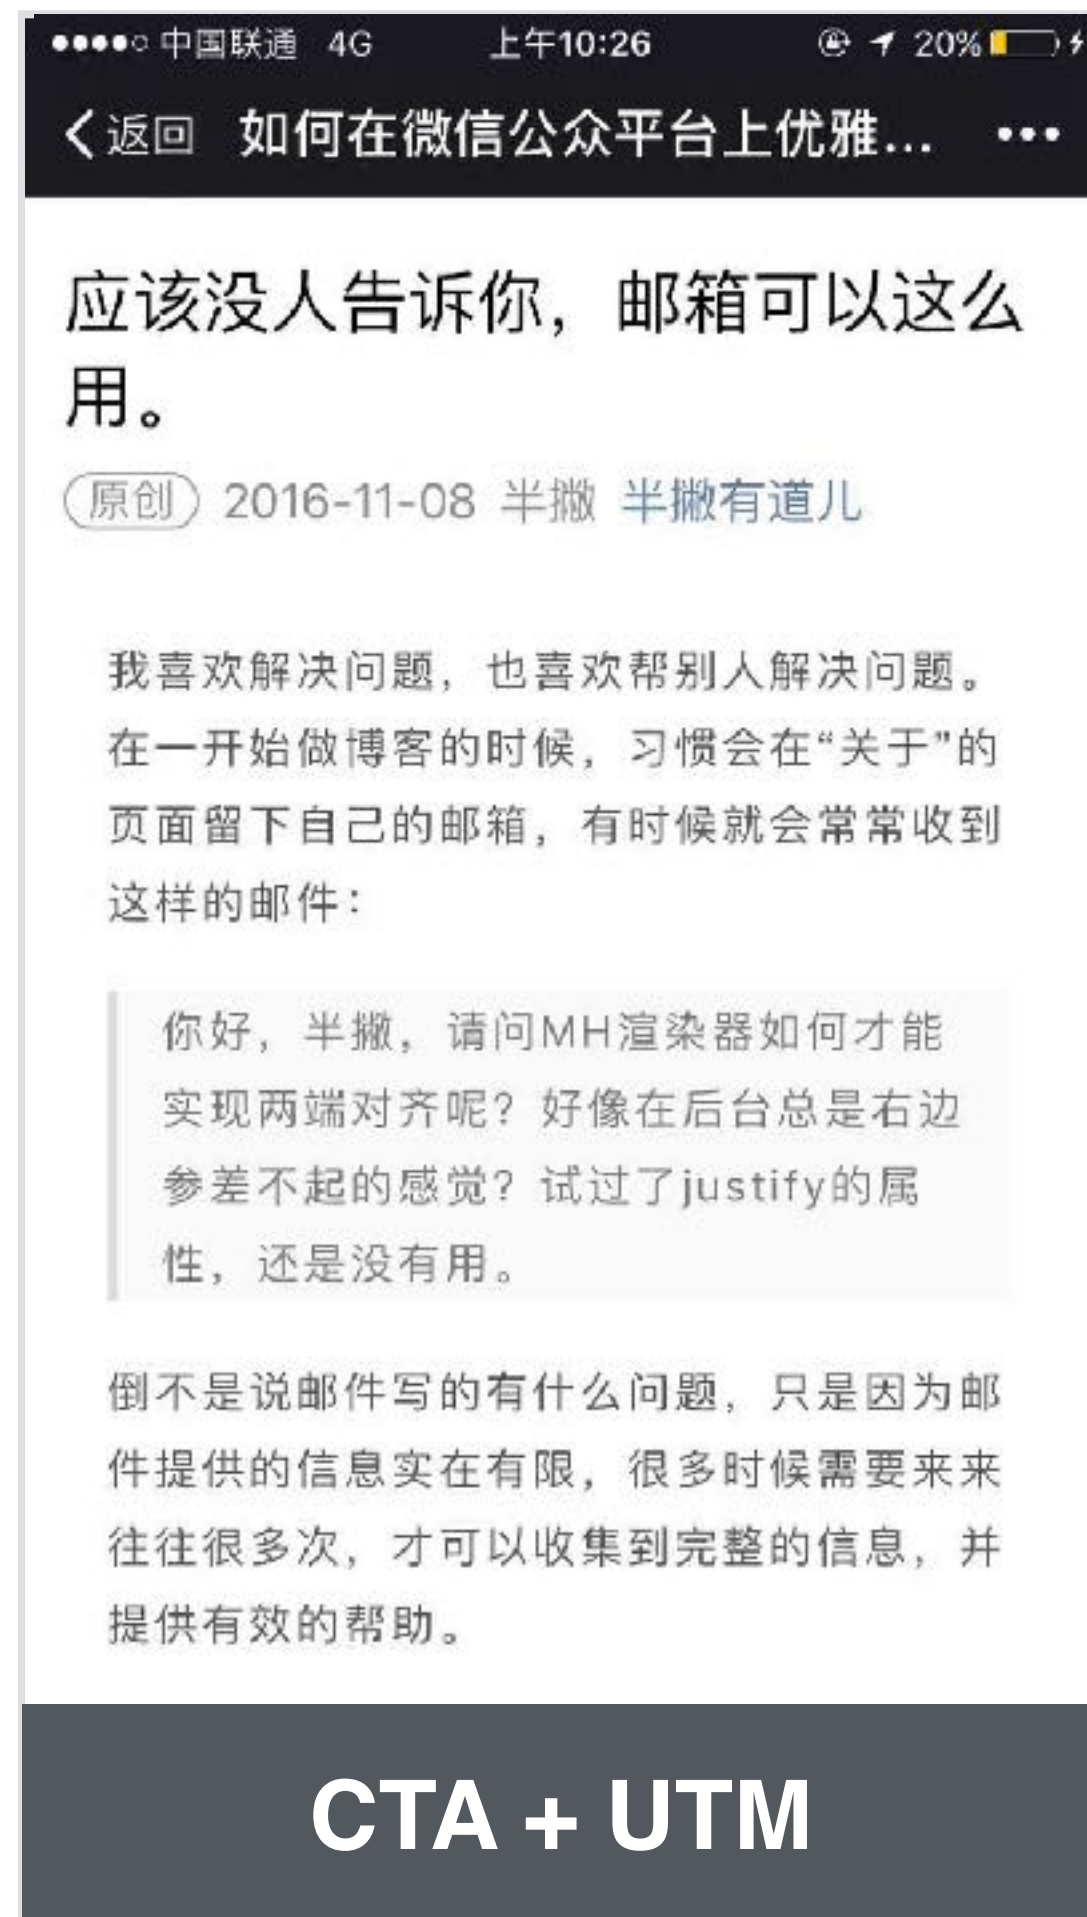 中国联通 4G 上午10:26 20%
返回 如何在微信公众平台上优雅...
应该没人告诉你，邮箱可以这么
用。
原创 2016-11-08 半撇 半撇有道儿
我喜欢解决问题，也喜欢帮别人解决问题。
在一开始做博客的时候，习惯会在“关于”的
页面留下自己的邮箱，有时候就会常常收到
这样的邮件：
你好，半撇，请问MH渲染器如何才能
实现两端对齐呢？好像在后台总是右边
参差不起的感觉？试过了justify的属
性，还是没有用。
倒不是说邮件写的有什么问题，只是因为邮
件提供的信息实在有限，很多时候需要来来
往往很多次，才可以收集到完整的信息，并
提供有效的帮助。
CTA + UTM